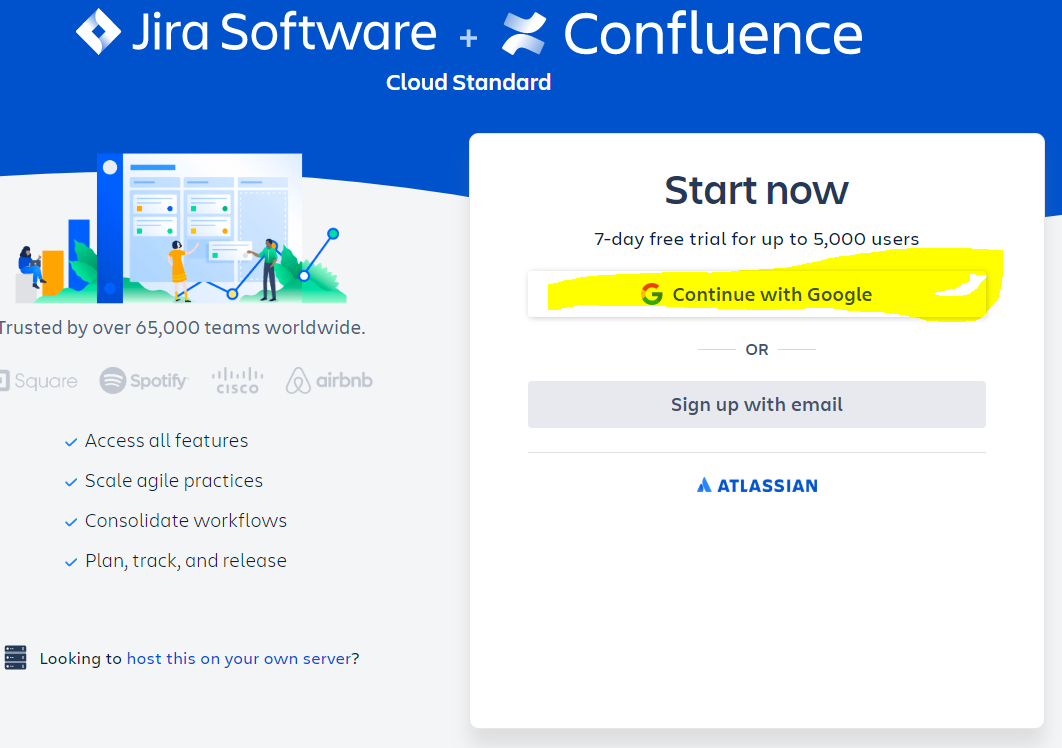 Jira Software + Confluence
Cloud Standard
Start now
7-day free trial for up to 5,000 users
Continue with Google
OR
Sign up with email
ATLASSIAN
Trusted by over 65,000 teams worldwide.
Square Spotify CISCO airbnb
Access all features
Scale agile practices
Consolidate workflows
Plan, track, and release
Looking to host this on your own server?